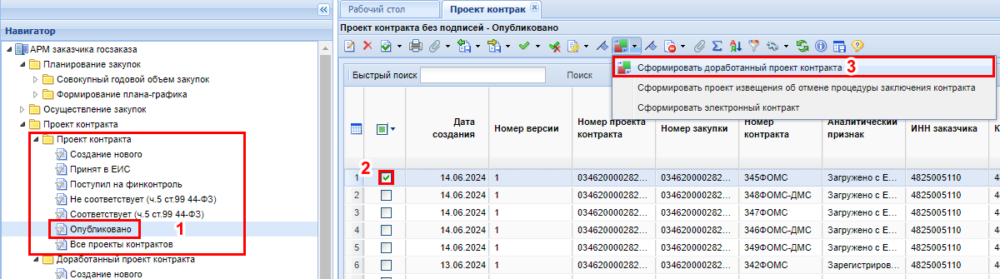 Рабочий стол
Проект контрак
Навигатор
Проект контракта без подписей - Опубликовано
АРМ заказчика госзаказа
Планирование закупок
Совокупный годовой объем закупок
Формирование плана-графика
Осуществление закупок
Проект контракта
Проект контракта
Создание нового
Принят в ЕИС
Поступил на финконтроль
Не соответствует (ч.5 ст.99 44-ФЗ)
Соответствует (ч.5 ст.99 44-ФЗ)
Опубликовано
1
Все проекты контрактов
Доработанный проект контракта
Создание нового
Сформировать доработанный проект контракта 3
Сформировать проект извещения об отмене процедуры заключения контракта
Сформировать электронный контракт
Быстрый поиск
Поиск
Дата создания Номер версии Номер проекта контракта Номер закупки Номер контракта Аналитический признак ИНН заказчика К
2
1 14.06.2024 1 034620000282... 034620000282... 345ФОМС Загружено с Е... 4825005110
2 14.06.2024 1 034620000282... 034620000282... 348ФОМС-ДМС Загружено с Е... 4825005110
3 14.06.2024 1 034620000282... 034620000282... 347ФОМС-ДМС Загружено с Е... 4825005110
4 14.06.2024 1 034620000282... 034620000282... 346ФОМС-ДМС Загружено с Е... 4825005110
5 14.06.2024 1 034620000282... 034620000282... 349ФОМС-ДМС Загружено с Е... 4825005110
6 13.06.2024 1 034620000282... 034620000282... 342ФОМС Зарегистриров... 4825005110